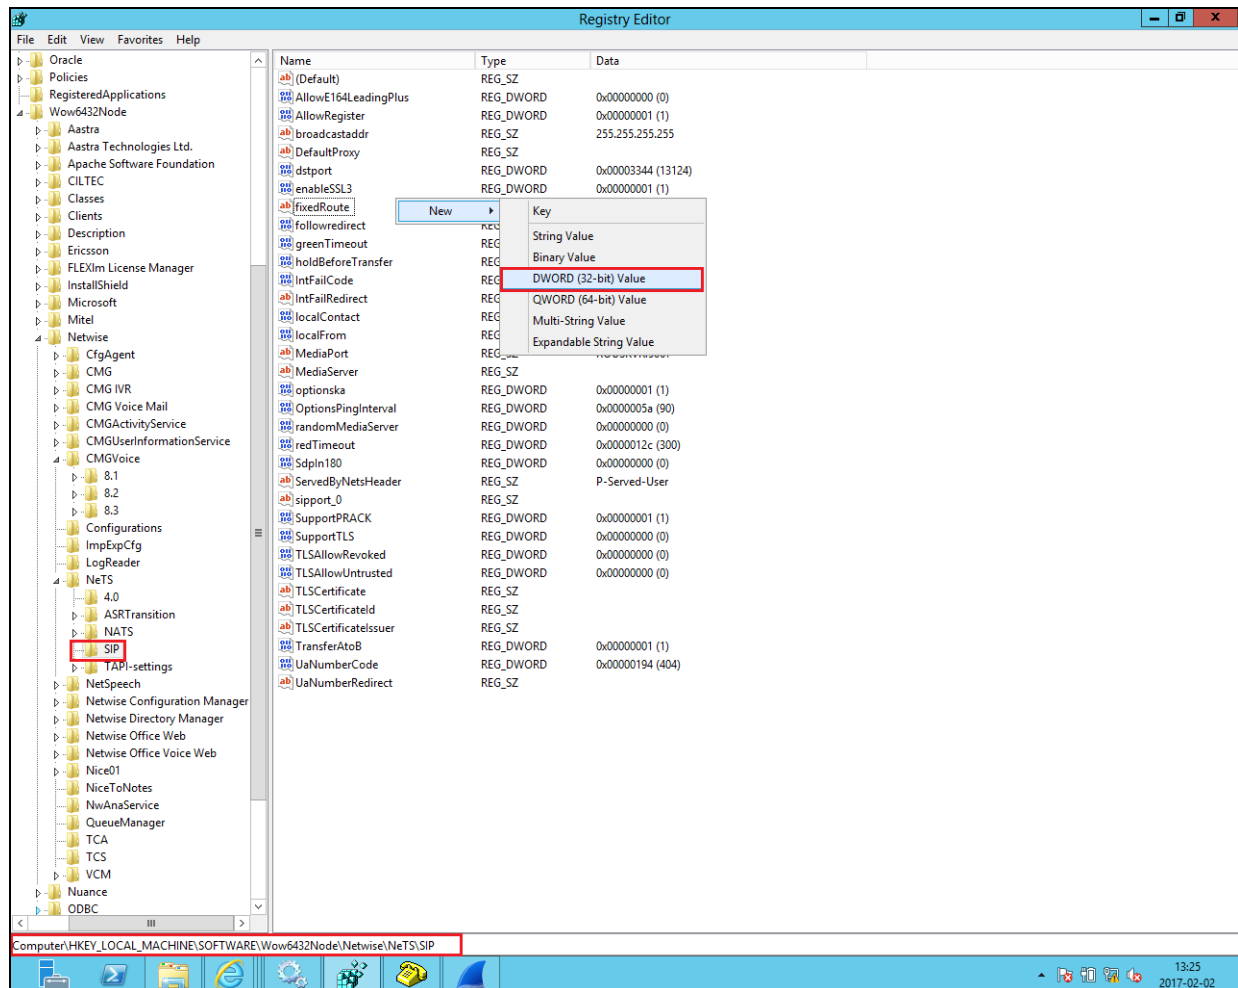 Registry Editor
File Edit View Favorites Help
Oracle
Policies
RegisteredApplications
Wow6432Node
Aastra
Aastra Technologies Ltd.
Apache Software Foundation
CILTEC
Classes
Clients
Description
Ericsson
FLEXlm License Manager
InstallShield
Microsoft
Mitel
Netwise
CfgAgent
CMG
CMG IVR
CMG Voice Mail
CMGActivityService
CMGUserInformationService
CMGVoice
8.1
8.2
8.3
Configurations
ImpExpCfg
LogReader
NeTS
4.0
ASRTransition
NATS
SIP
TAPI-settings
NetSpeech
Netwise Configuration Manager
Netwise Directory Manager
Netwise Office Web
Netwise Office Voice Web
Nice01
NiceToNotes
NwAnaService
QueueManager
TCA
TCS
VCM
Nuance
ODBC
Name Type Data
(Default) REG_SZ
AllowE164LeadingPlus REG_DWORD 0x00000000 (0)
AllowRegister REG_DWORD 0x00000001 (1)
broadcastaddr REG_SZ 255.255.255.255
DefaultProxy REG_SZ
dstport REG_DWORD 0x00003344 (13124)
enableSSL3 REG_DWORD 0x00000001 (1)
fixedRoute
followredirect REG
greenTimeout REG
holdBeforeTransfer REG
IntFailCode REG
IntFailRedirect REG
localContact REG
localFrom REG
MediaPort REG_SZ
MediaServer REG_SZ
optionska REG_DWORD 0x00000001 (1)
OptionsPingInterval REG_DWORD 0x0000005a (90)
randomMediaServer REG_DWORD 0x00000000 (0)
redTimeout REG_DWORD 0x0000012c (300)
SdpIn180 REG_DWORD 0x00000000 (0)
ServedByNetsHeader REG_SZ P-Served-User
sipport_0 REG_SZ
SupportPRACK REG_DWORD 0x00000001 (1)
SupportTLS REG_DWORD 0x00000000 (0)
TLSAllowRevoked REG_DWORD 0x00000000 (0)
TLSAllowUntrusted REG_DWORD 0x00000000 (0)
TLSCertificate REG_SZ
TLSCertificateId REG_SZ
TLSCertificateIssuer REG_SZ
TransferAtoB REG_DWORD 0x00000001 (1)
UaNumberCode REG_DWORD 0x00000194 (404)
UaNumberRedirect REG_SZ
New
Key
String Value
Binary Value
DWORD (32-bit) Value
QWORD (64-bit) Value
Multi-String Value
Expandable String Value
Computer\HKEY_LOCAL_MACHINE\SOFTWARE\Wow6432Node\Netwise\NeTS\SIP
13:25
2017-02-02